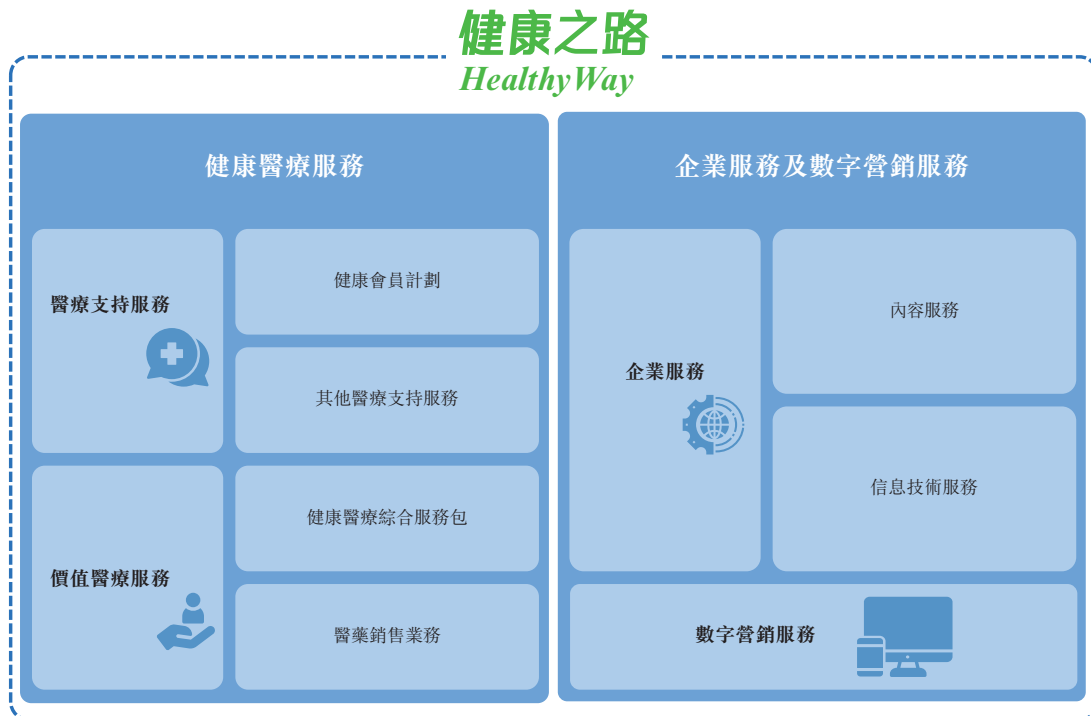 健康之路
HealthyWay
健康醫療服務
醫療支持服務
健康會員計劃
其他醫療支持服務
價值醫療服務
健康醫療綜合服務包
醫藥銷售業務
企業服務及數字營銷服務
企業服務
內容服務
信息技術服務
數字營銷服務